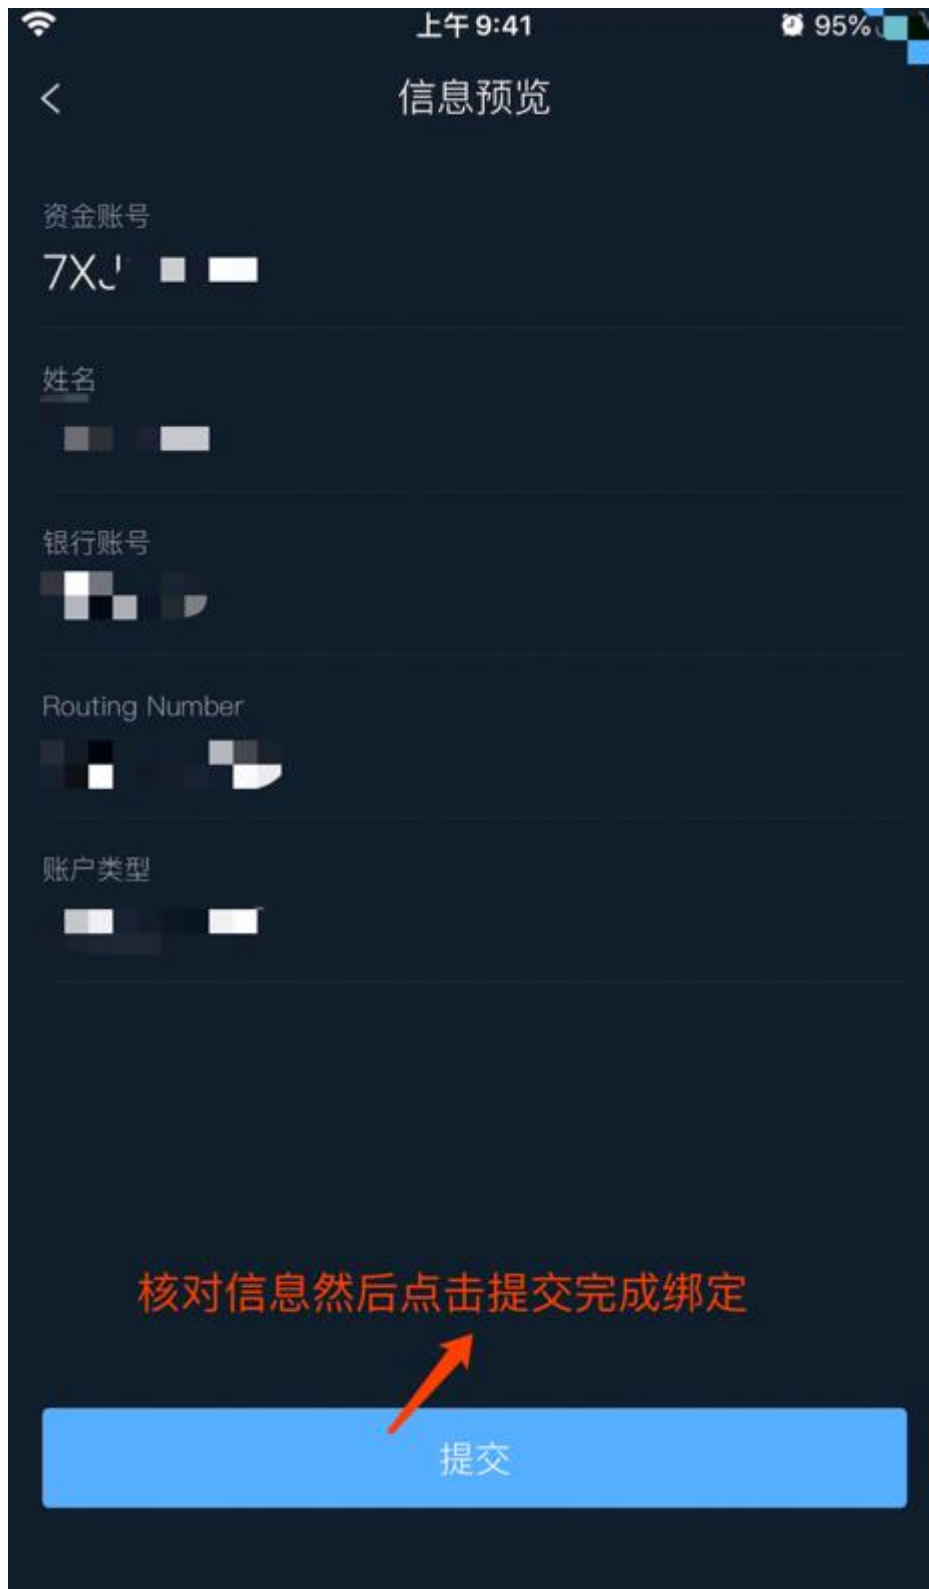 上午 9:41
95%
信息预览
资金账号
7XJ
姓名
银行账号
Routing Number
账户类型
核对信息然后点击提交完成绑定
提交